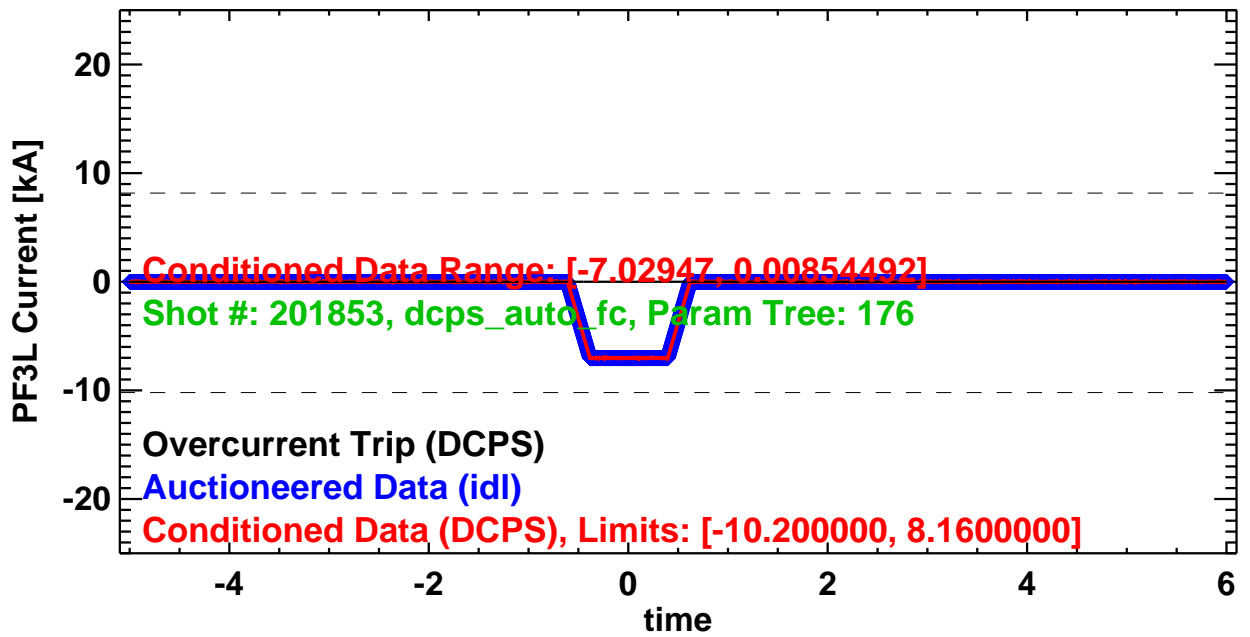 20
10
0
-10
-20
PF3L Current [kA]
Conditioned Data Range: [-7.02947, 0.00854492]
Shot #: 201853, dcps_auto_fc, Param Tree: 176
Overcurrent Trip (DCPS)
Auctioneered Data (idl)
Conditioned Data (DCPS), Limits: [-10.200000, 8.1600000]
-4 -2 0 2 4 6
time